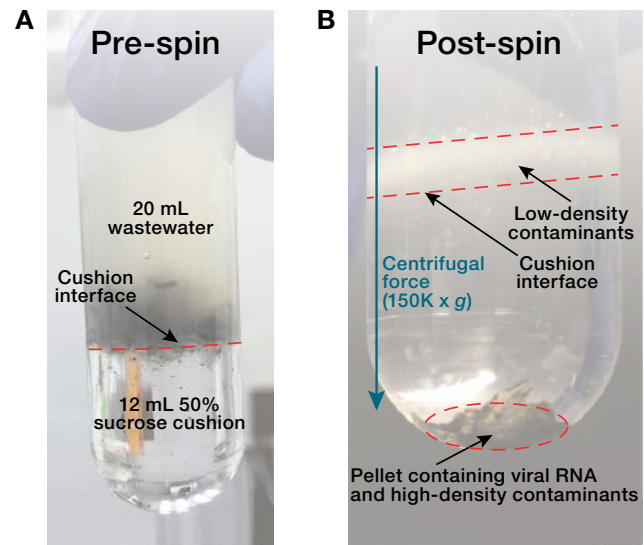 A
Pre-spin
20 mL
wastewater
Cushion
interface
12 mL 50%
sucrose cushion
B
Post-spin
Low-density
contaminants
Cushion
interface
Centrifugal
force
(150K x g)
Pellet containing viral RNA
and high-density contaminants